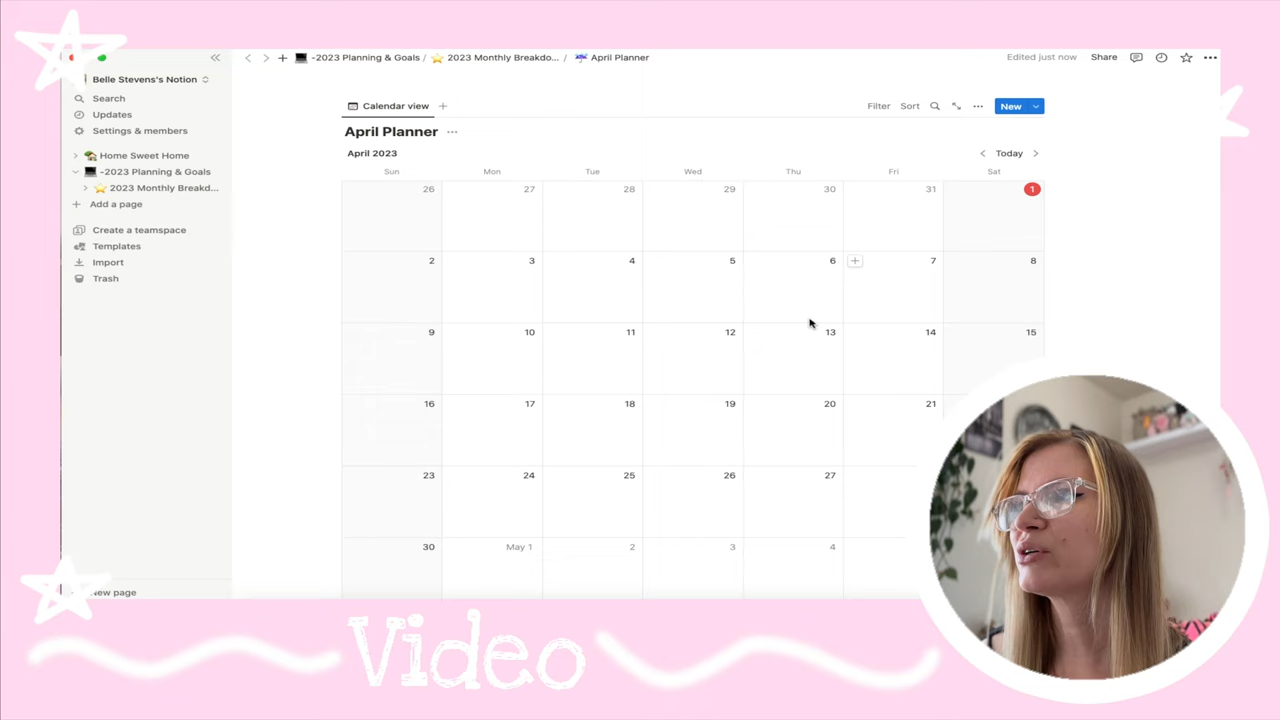 -2023 Planning & Goals / 2023 Monthly Breakdo... / April Planner
Edited just now Share
Belle Stevens's Notion
Search
Updates
Settings & members
Home Sweet Home
-2023 Planning & Goals
2023 Monthly Breakd...
Add a page
Create a teamspace
Templates
Import
Trash
New page
Calendar view
Filter Sort New
April Planner
April 2023
Today
Sun Mon Tue Wed Thu Fri Sat
26 27 28 29 30 31 1
2 3 4 5 6 7 8
9 10 11 12 13 14 15
16 17 18 19 20 21
23 24 25 26 27
30 May 1 2 3 4
Video